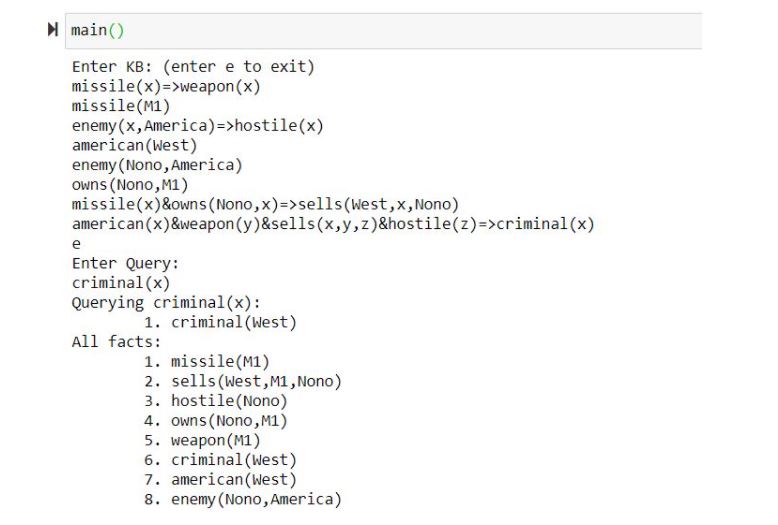 main()
Enter KB: (enter e to exit)
missile(x)=>weapon(x)
missile(M1)
enemy(x,America)=>hostile(x)
american(West)
enemy(Nono,America)
owns(Nono,M1)
missile(x)&owns(Nono,x)=>sells(West,x,Nono)
american(x)&weapon(y)&sells(x,y,z)&hostile(z)=>criminal(x)
e
Enter Query:
criminal(x)
Querying criminal(x):
1. criminal(West)
All facts:
1. missile(M1)
2. sells(West,M1,Nono)
3. hostile(Nono)
4. owns(Nono,M1)
5. weapon(M1)
6. criminal(West)
7. american(West)
8. enemy(Nono,America)